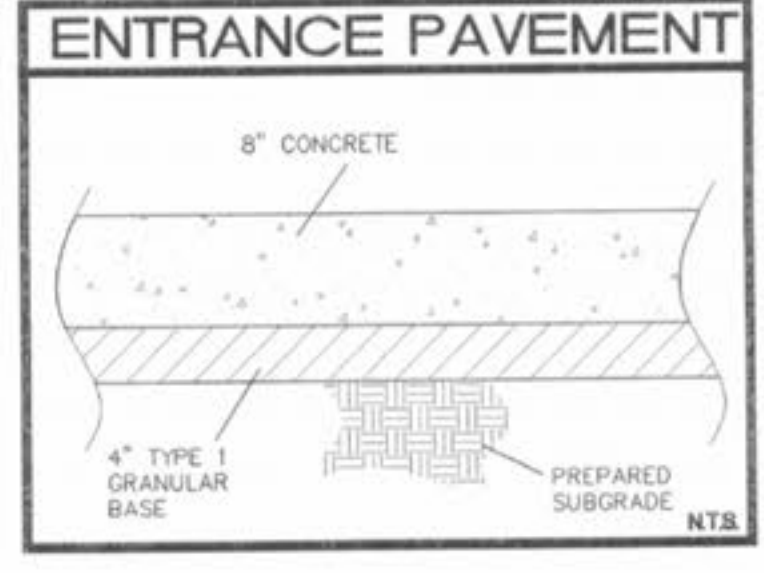 ENTRANCE PAVEMENT
8" CONCRETE
4" TYPE 1
GRANULAR
BASE
PREPARED
SUBGRADE
N.T.S.